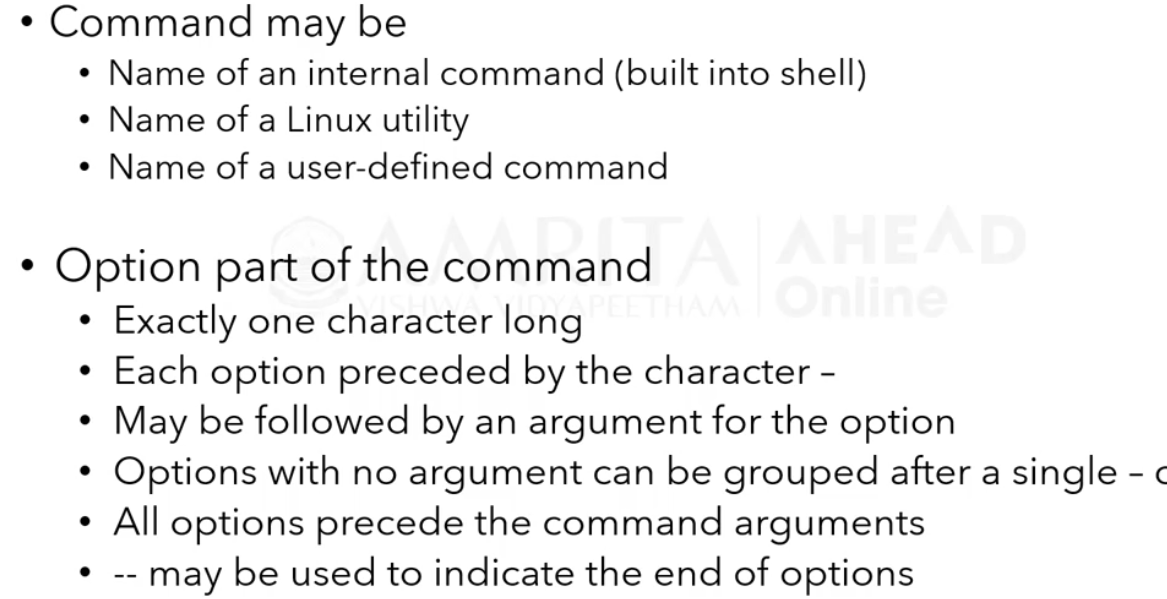 • Command may be
• Name of an internal command (built into shell)
• Name of a Linux utility
• Name of a user-defined command
AMRITA AHEAD
VISHWA VIDYAPEETHAM Online
• Option part of the command
• Exactly one character long
• Each option preceded by the character –
• May be followed by an argument for the option
• Options with no argument can be grouped after a single –
• All options precede the command arguments
• -- may be used to indicate the end of options